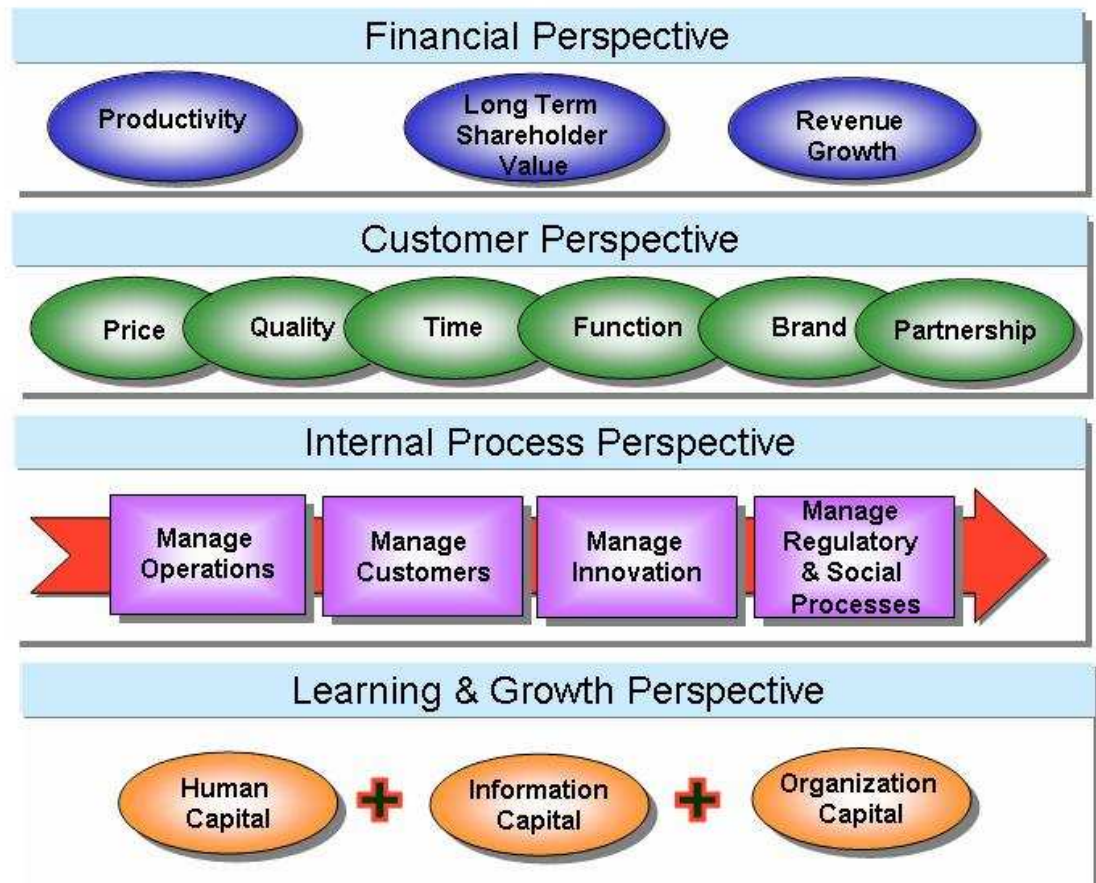 Financial Perspective
Productivity
Long Term
Shareholder
Value
Revenue
Growth
Customer Perspective
Price
Quality
Time
Function
Brand
Partnership
Internal Process Perspective
Manage
Operations
Manage
Customers
Manage
Innovation
Manage
Regulatory
& Social
Processes
Learning & Growth Perspective
Human
Capital
Information
Capital
Organization
Capital